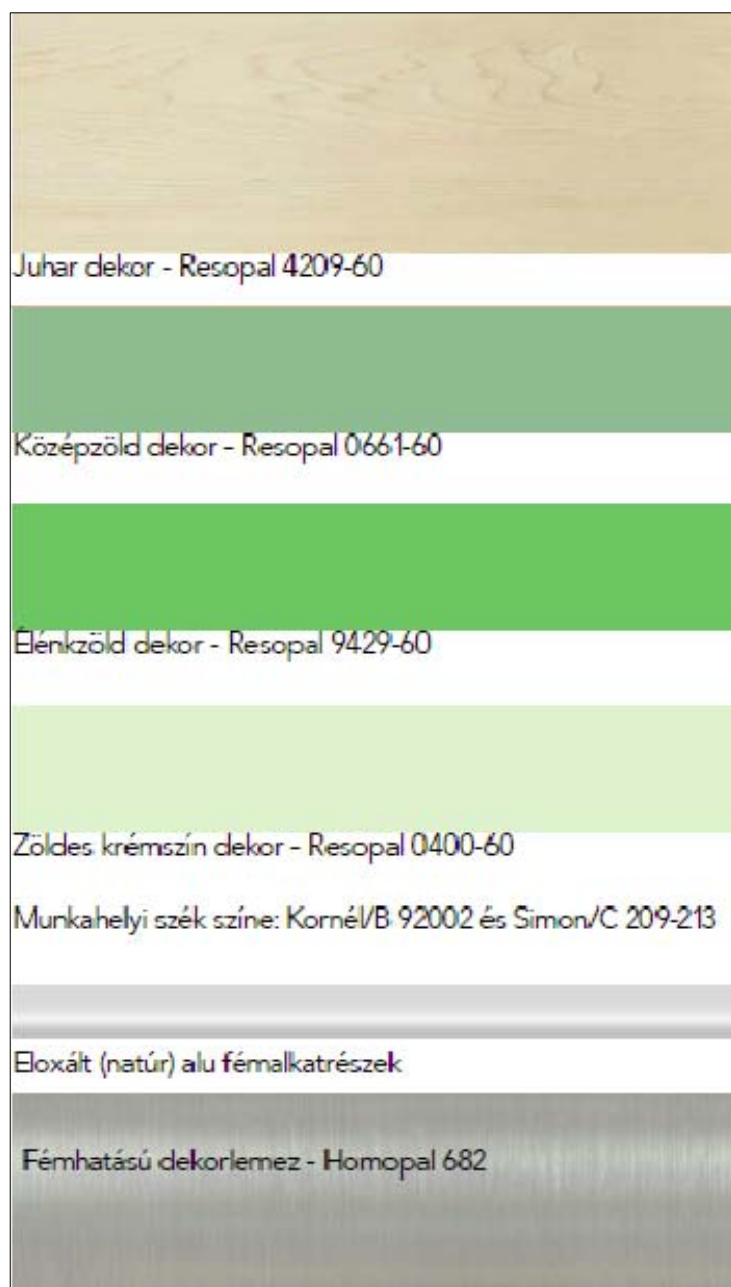 Juhar dekor - Resopal 4209-60
Középzöld dekor - Resopal 0661-60
Élénkzöld dekor - Resopal 9429-60
Zöldes krémszín dekor - Resopal 0400-60
Munkahelyi szék színe: Kornél/B 92002 és Simon/C 209-213
Eloxált (natúr) alu fémalkatrészek
Fémhatású dekorlemez - Homopal 682